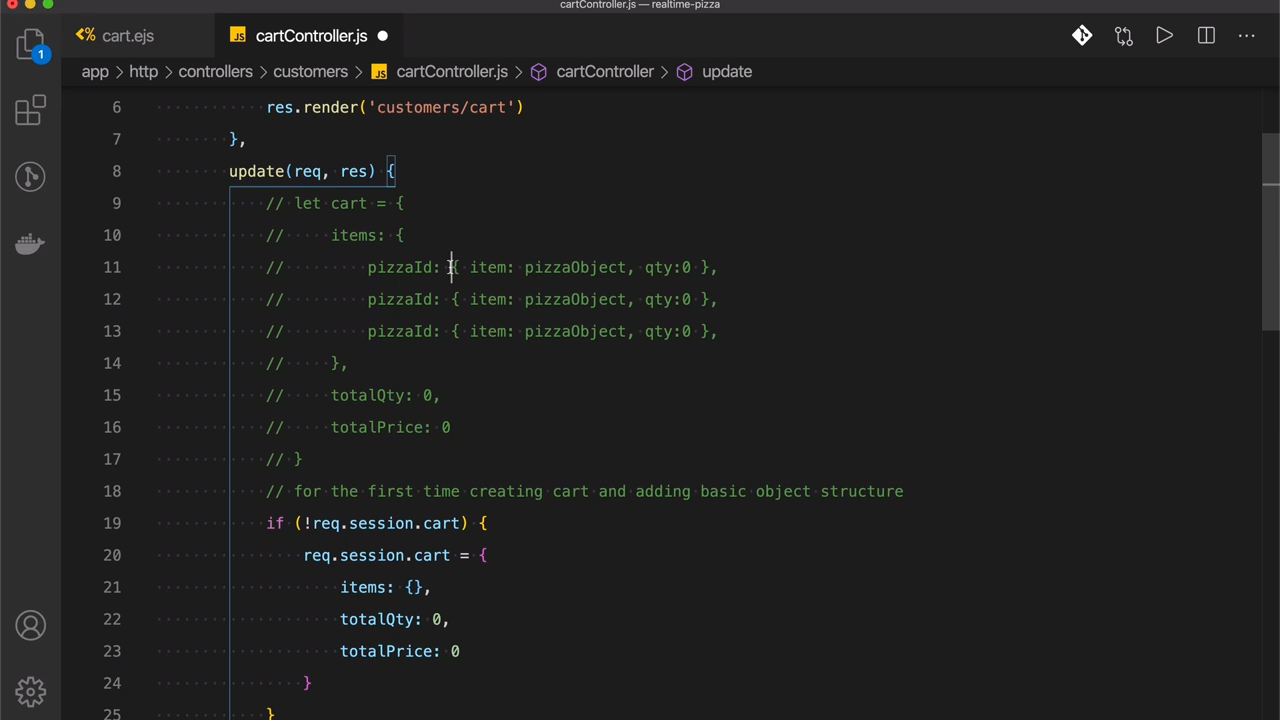 cartController.js — realtime-pizza
cart.ejs
JS cartController.js
1
app > http > controllers > customers > JS cartController.js > cartController > update
6 res.render('customers/cart')
7 },
8 update(req, res) {
9 // let cart = {
10 // items: {
11 // pizzaId: { item: pizzaObject, qty:0 },
12 // pizzaId: { item: pizzaObject, qty:0 },
13 // pizzaId: { item: pizzaObject, qty:0 },
14 // },
15 // totalQty: 0,
16 // totalPrice: 0
17 // }
18 // for the first time creating cart and adding basic object structure
19 if (!req.session.cart) {
20 req.session.cart = {
21 items: {},
22 totalQty: 0,
23 totalPrice: 0
24 }
25 }